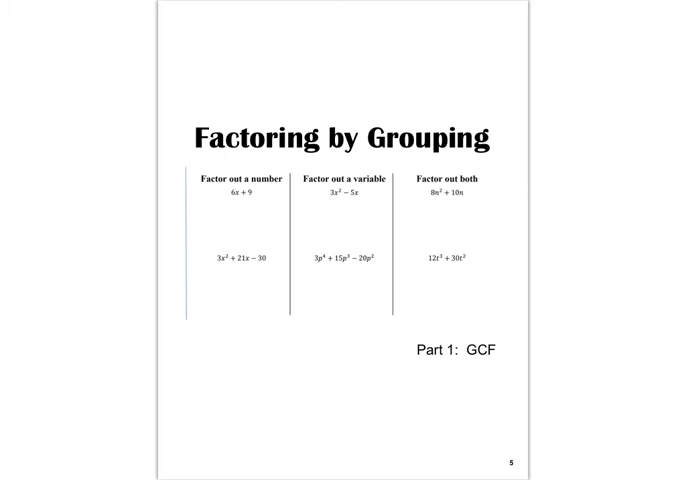 Factoring by Grouping
Factor out a number Factor out a variable Factor out both
6x + 9 3x² − 5x 8n² + 10n
3x² + 21x − 30 3p⁴ + 15p³ − 20p² 12t³ + 30t²
Part 1: GCF
5